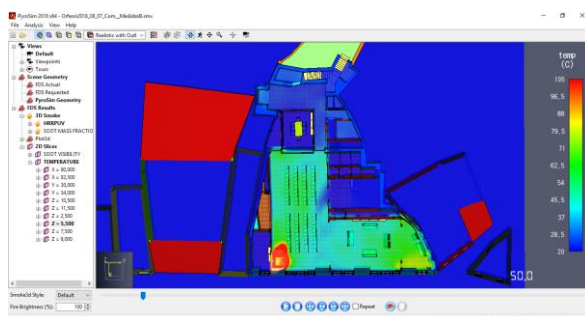 PyroSim 2010 x64 - Drflessi2018_08_07_Com__MedidasB.smv
File Analysis View Help
Realistic with Outl
Views
Default
Viewpoints
Tours
Scene Geometry
FDS Actual
FDS Requested
PyroSim Geometry
FDS Results
3D Smoke
HRRPUV
SOOT MASS FRACTIO
Plot3d
2D Slices
SOOT VISIBILITY
TEMPERATURE
X = 80,000
X = 82,500
Y = 30,000
Y = 34,000
Z = 10,500
Z = 11,500
Z = 2,500
Z = 5,500
Z = 7,500
Z = 9,000
temp
(C)
105
96,5
88
79,5
71
62,5
54
45,5
37
28,5
20
50,0
Smoke3d Style: Default
Fire Brightness (%): 100
Repeat